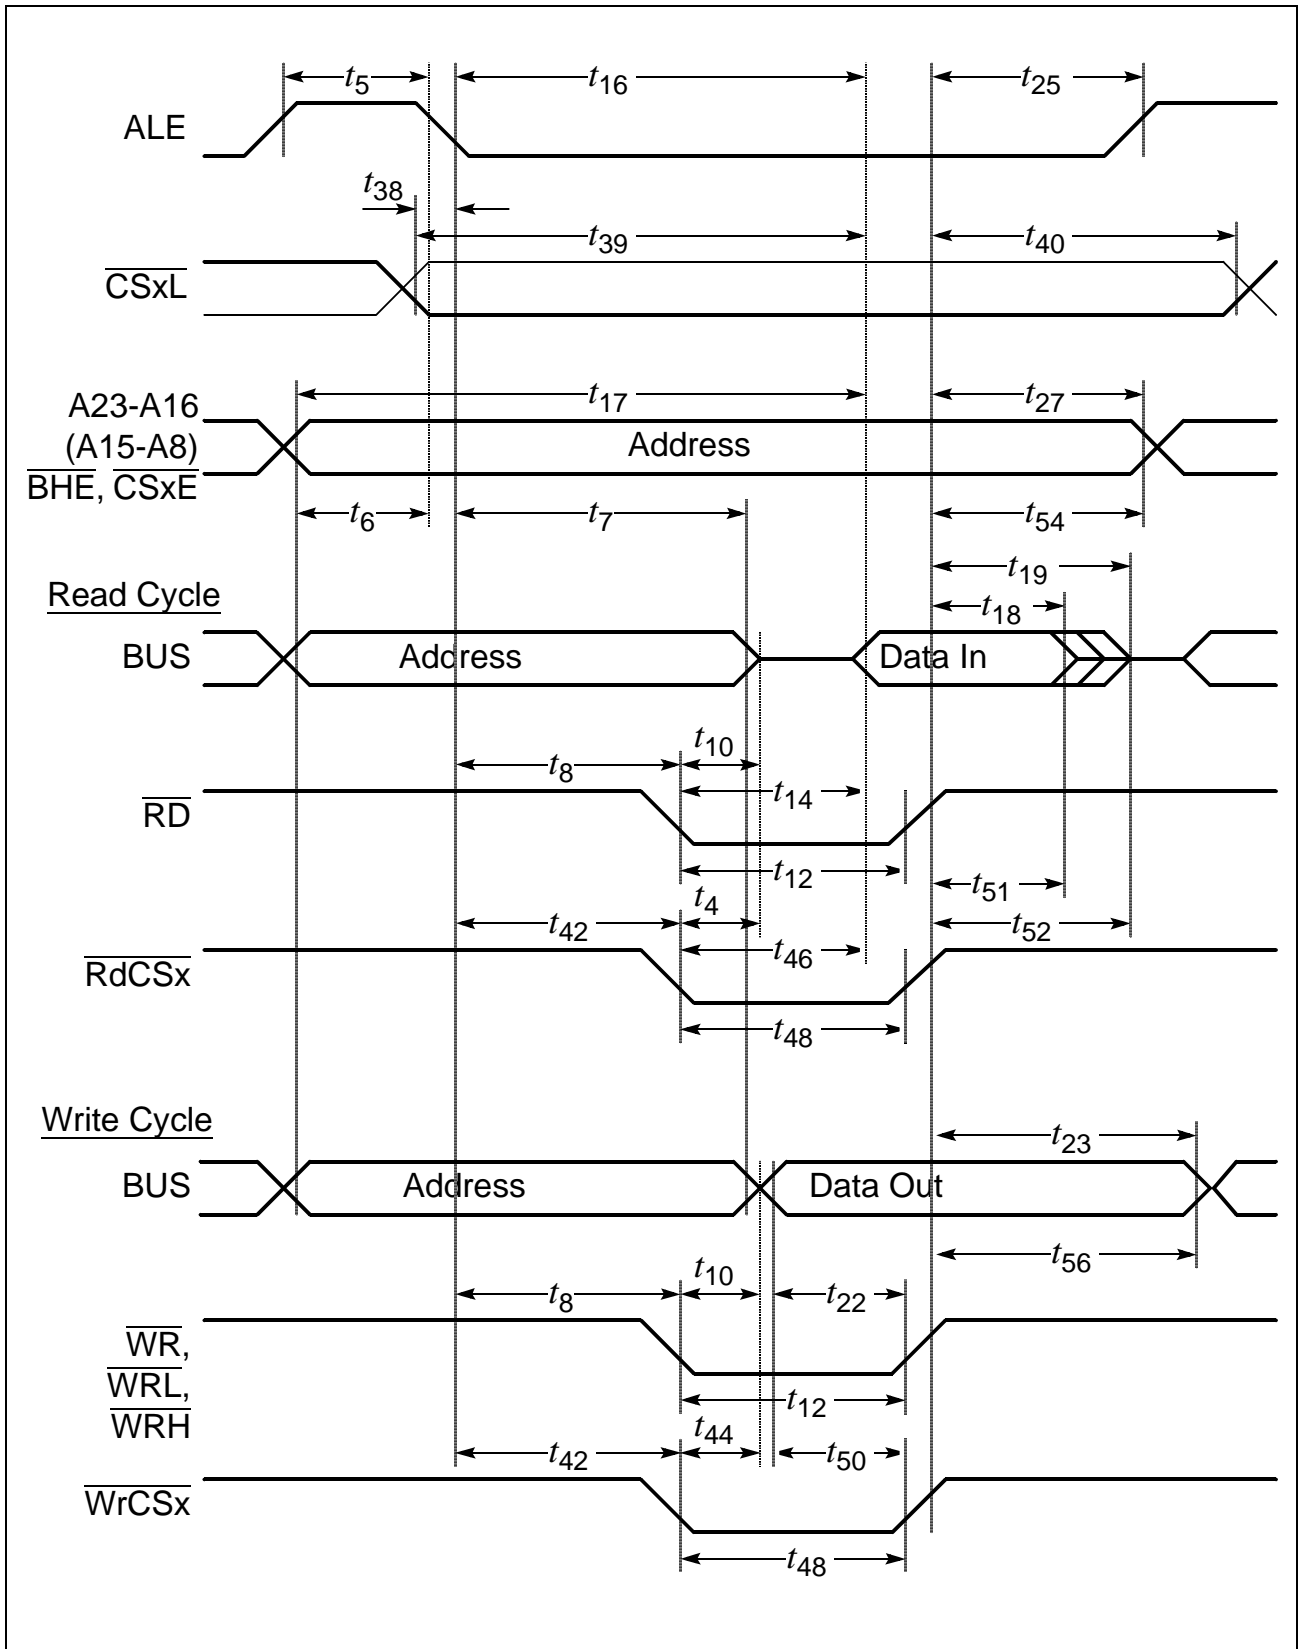 t5 t16 t25
ALE
t38
t39 t40
CSxL
t17 t27
A23-A16
(A15-A8)
BHE, CSxE
Address
t6 t7 t54
t19
Read Cycle
t18
BUS Address Data In
t10
t8
t14
RD
t12
t51
t4
t42 t52
t46
RdCSx
t48
Write Cycle
t23
BUS Address Data Out
t56
t10
t8 t22
WR,
WRL,
t12
WRH
t44
t42 t50
WrCSx
t48